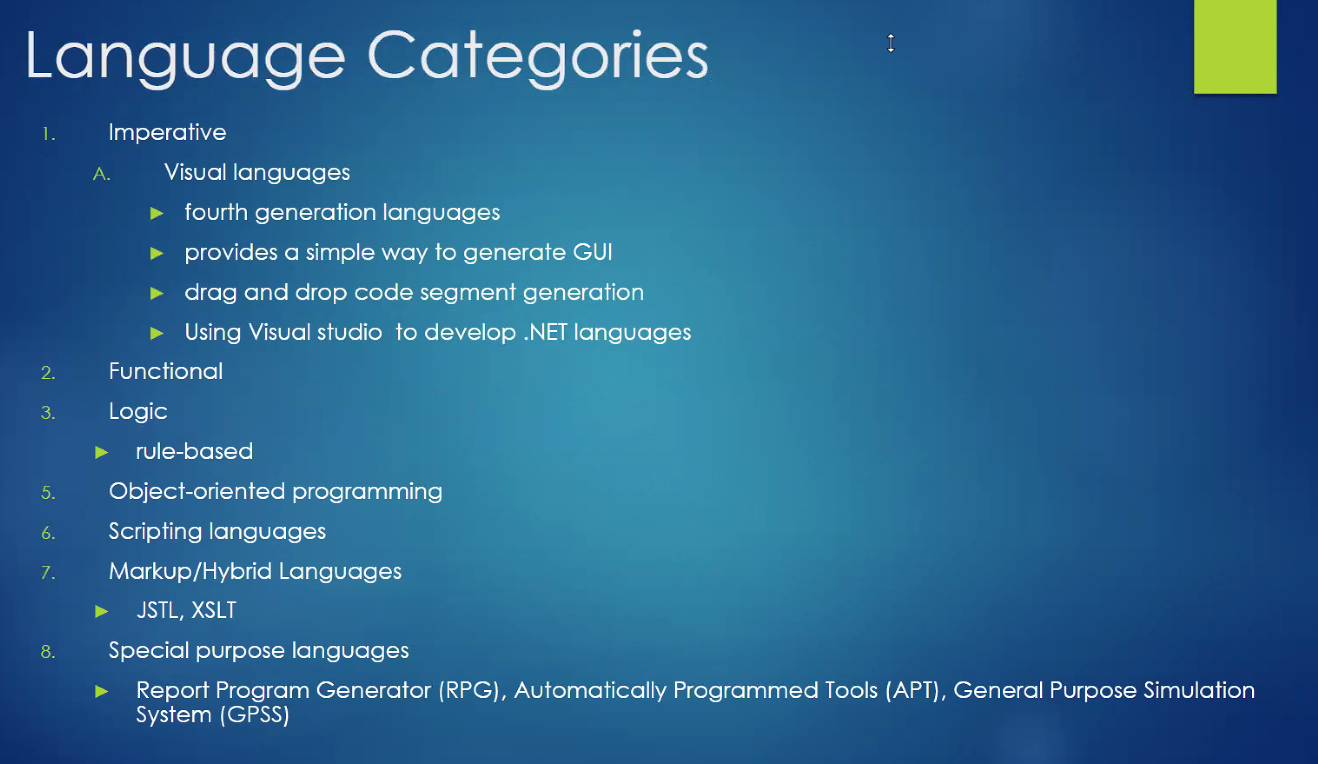 Language Categories
1. Imperative
A. Visual languages
► fourth generation languages
► provides a simple way to generate GUI
► drag and drop code segment generation
► Using Visual studio  to develop .NET languages
2. Functional
3. Logic
► rule-based
5. Object-oriented programming
6. Scripting languages
7. Markup/Hybrid Languages
► JSTL, XSLT
8. Special purpose languages
► Report Program Generator (RPG), Automatically Programmed Tools (APT), General Purpose Simulation
System (GPSS)